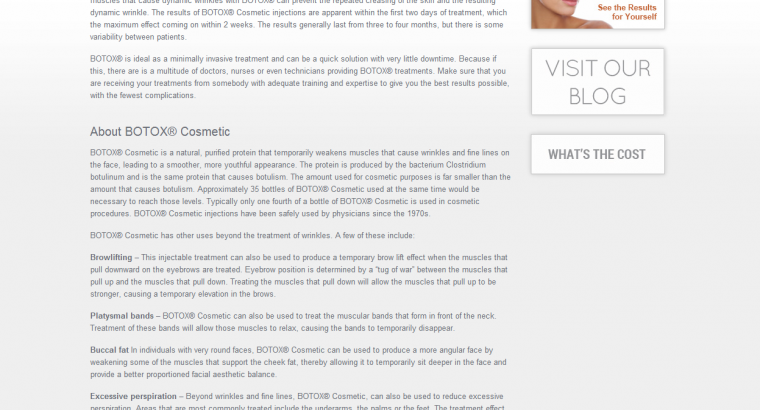 muscles that cause dynamic wrinkles with BOTOX® can prevent the repeated creasing of the skin and the resulting
dynamic wrinkle. The results of BOTOX® Cosmetic injections are apparent within the first two days of treatment, which
the maximum effect coming on within 2 weeks. The results generally last from three to four months, but there is some
variability between patients.
BOTOX® is ideal as a minimally invasive treatment and can be a quick solution with very little downtime. Because if
this, there are is a multitude of doctors, nurses or even technicians providing BOTOX® treatments. Make sure that you
are receiving your treatments from somebody with adequate training and expertise to give you the best results possible,
with the fewest complications.
About BOTOX® Cosmetic
BOTOX® Cosmetic is a natural, purified protein that temporarily weakens muscles that cause wrinkles and fine lines on
the face, leading to a smoother, more youthful appearance. The protein is produced by the bacterium Clostridium
botulinum and is the same protein that causes botulism. The amount used for cosmetic purposes is far smaller than the
amount that causes botulism. Approximately 35 bottles of BOTOX® Cosmetic used at the same time would be
necessary to reach those levels. Typically only one fourth of a bottle of BOTOX® Cosmetic is used in cosmetic
procedures. BOTOX® Cosmetic injections have been safely used by physicians since the 1970s.
BOTOX® Cosmetic has other uses beyond the treatment of wrinkles. A few of these include:
Browlifting – This injectable treatment can also be used to produce a temporary brow lift effect when the muscles that
pull downward on the eyebrows are treated. Eyebrow position is determined by a "tug of war" between the muscles that
pull up and the muscles that pull down. Treating the muscles that pull down will allow the muscles that pull up to be
stronger, causing a temporary elevation in the brows.
Platysmal bands – BOTOX® Cosmetic can also be used to treat the muscular bands that form in front of the neck.
Treatment of these bands will allow those muscles to relax, causing the bands to temporarily disappear.
Buccal fat In individuals with very round faces, BOTOX® Cosmetic can be used to produce a more angular face by
weakening some of the muscles that support the cheek fat, thereby allowing it to temporarily sit deeper in the face and
provide a better proportioned facial aesthetic balance.
Excessive perspiration – Beyond wrinkles and fine lines, BOTOX® Cosmetic, can also be used to reduce excessive
perspiration. Areas that are most commonly treated include the underarms, the palms or the feet. The treatment effect
See the Results
for Yourself
VISIT OUR
BLOG
WHAT'S THE COST